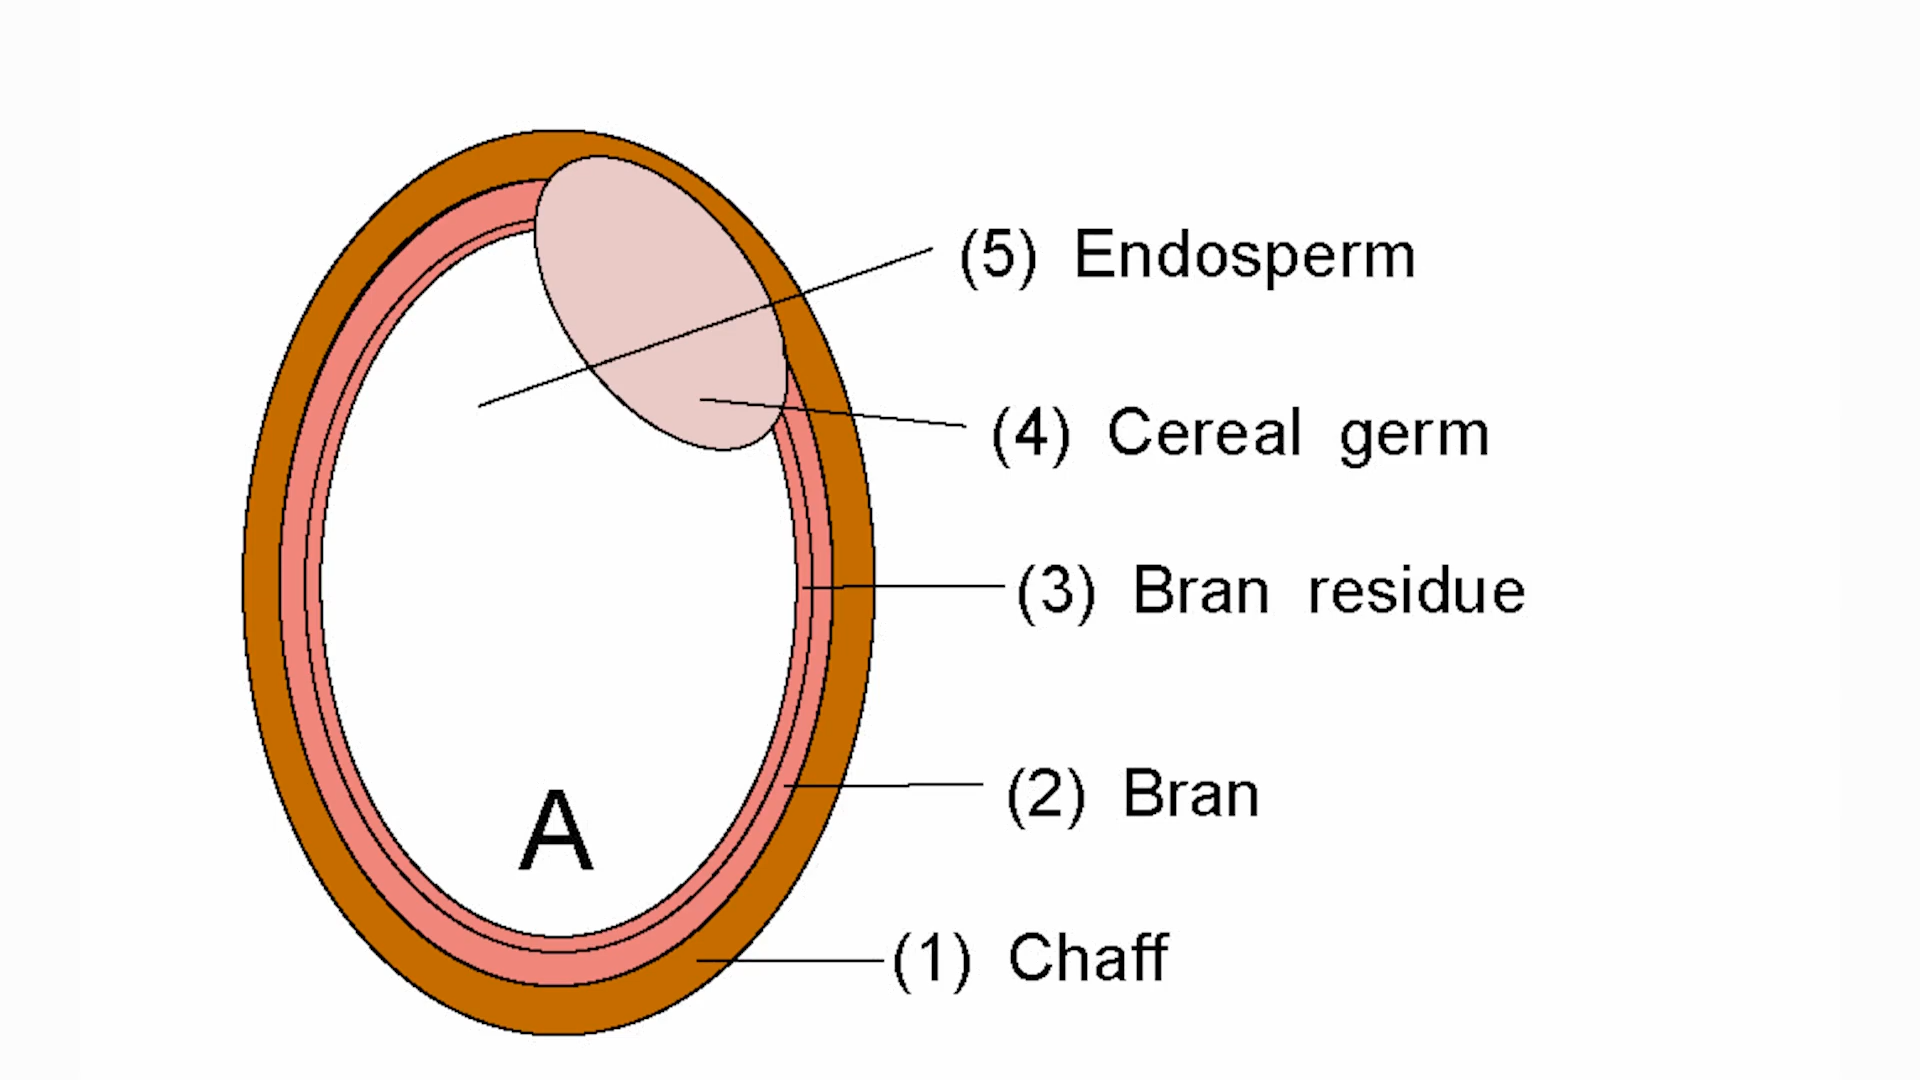 (5) Endosperm
(4) Cereal germ
(3) Bran residue
(2) Bran
A
(1) Chaff